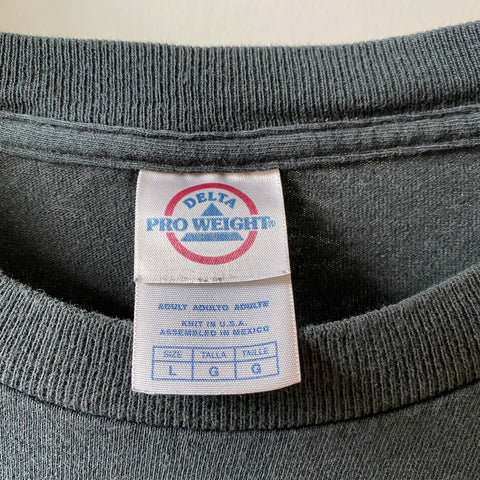 DELTA
PRO WEIGHT®
ADULT ADULTO ADULTE
KNIT IN U.S.A.
ASSEMBLED IN MEXICO
SIZE TALLA TAILLE
L G G